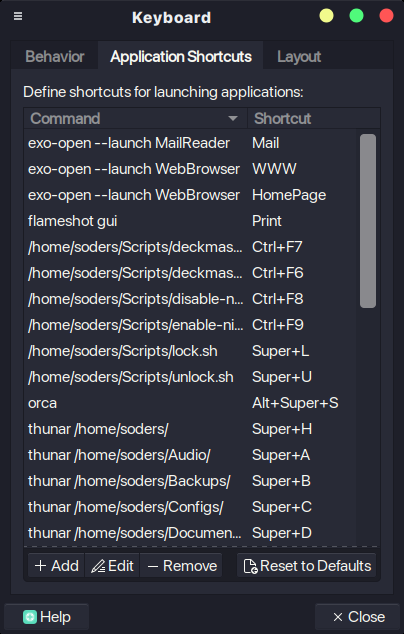 Keyboard
Behavior Application Shortcuts Layout
Define shortcuts for launching applications:
Command Shortcut
exo-open --launch MailReader Mail
exo-open --launch WebBrowser WWW
exo-open --launch WebBrowser HomePage
flameshot gui Print
/home/soders/Scripts/deckmas... Ctrl+F7
/home/soders/Scripts/deckmas... Ctrl+F6
/home/soders/Scripts/disable-n... Ctrl+F8
/home/soders/Scripts/enable-ni... Ctrl+F9
/home/soders/Scripts/lock.sh Super+L
/home/soders/Scripts/unlock.sh Super+U
orca Alt+Super+S
thunar /home/soders/ Super+H
thunar /home/soders/Audio/ Super+A
thunar /home/soders/Backups/ Super+B
thunar /home/soders/Configs/ Super+C
thunar /home/soders/Documen... Super+D
Add Edit Remove Reset to Defaults
Help Close